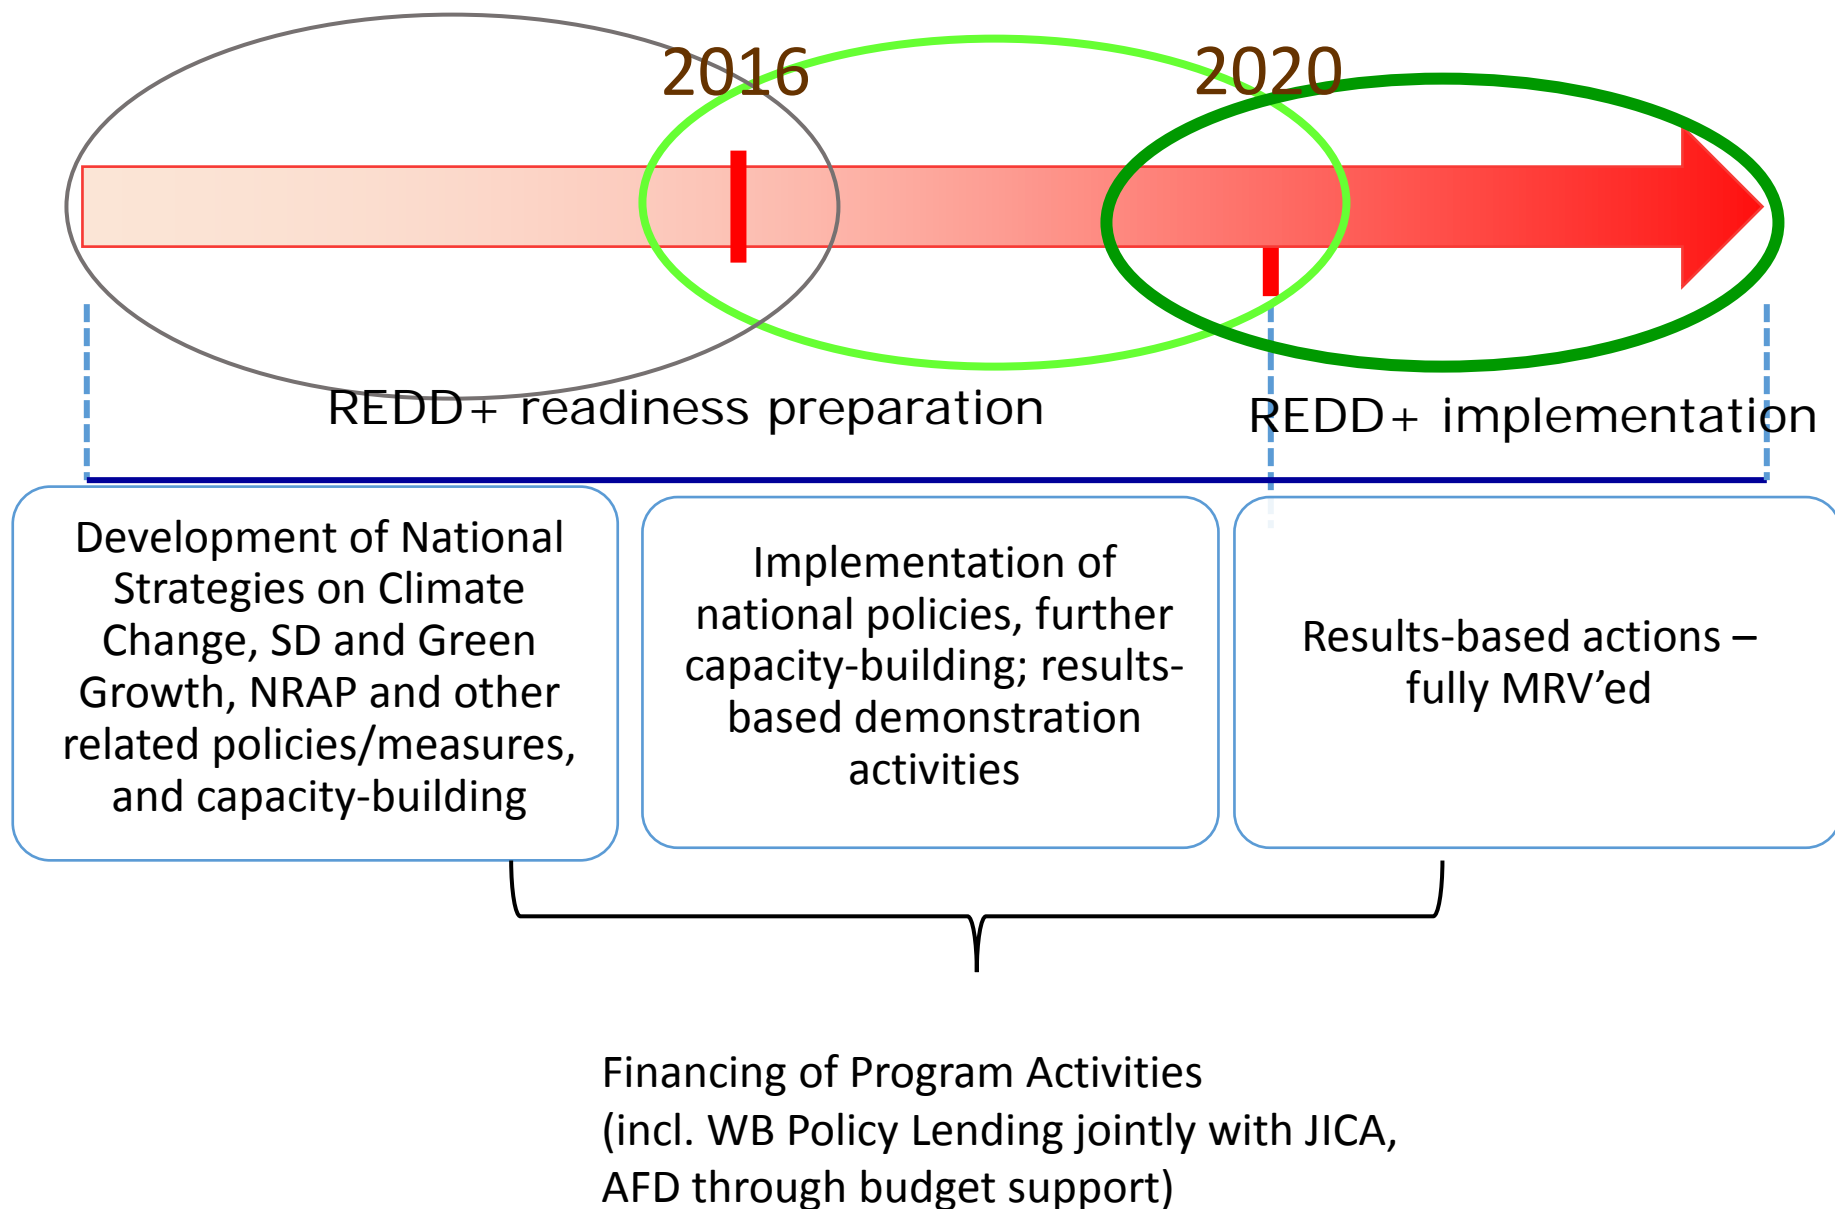 2016
2020
REDD+ readiness preparation
REDD+ implementation
Development of National
Strategies on Climate
Change, SD and Green
Growth, NRAP and other
related policies/measures,
and capacity-building
Implementation of
national policies, further
capacity-building; results-
based demonstration
activities
Results-based actions –
fully MRV’ed
Financing of Program Activities
(incl. WB Policy Lending jointly with JICA,
AFD through budget support)